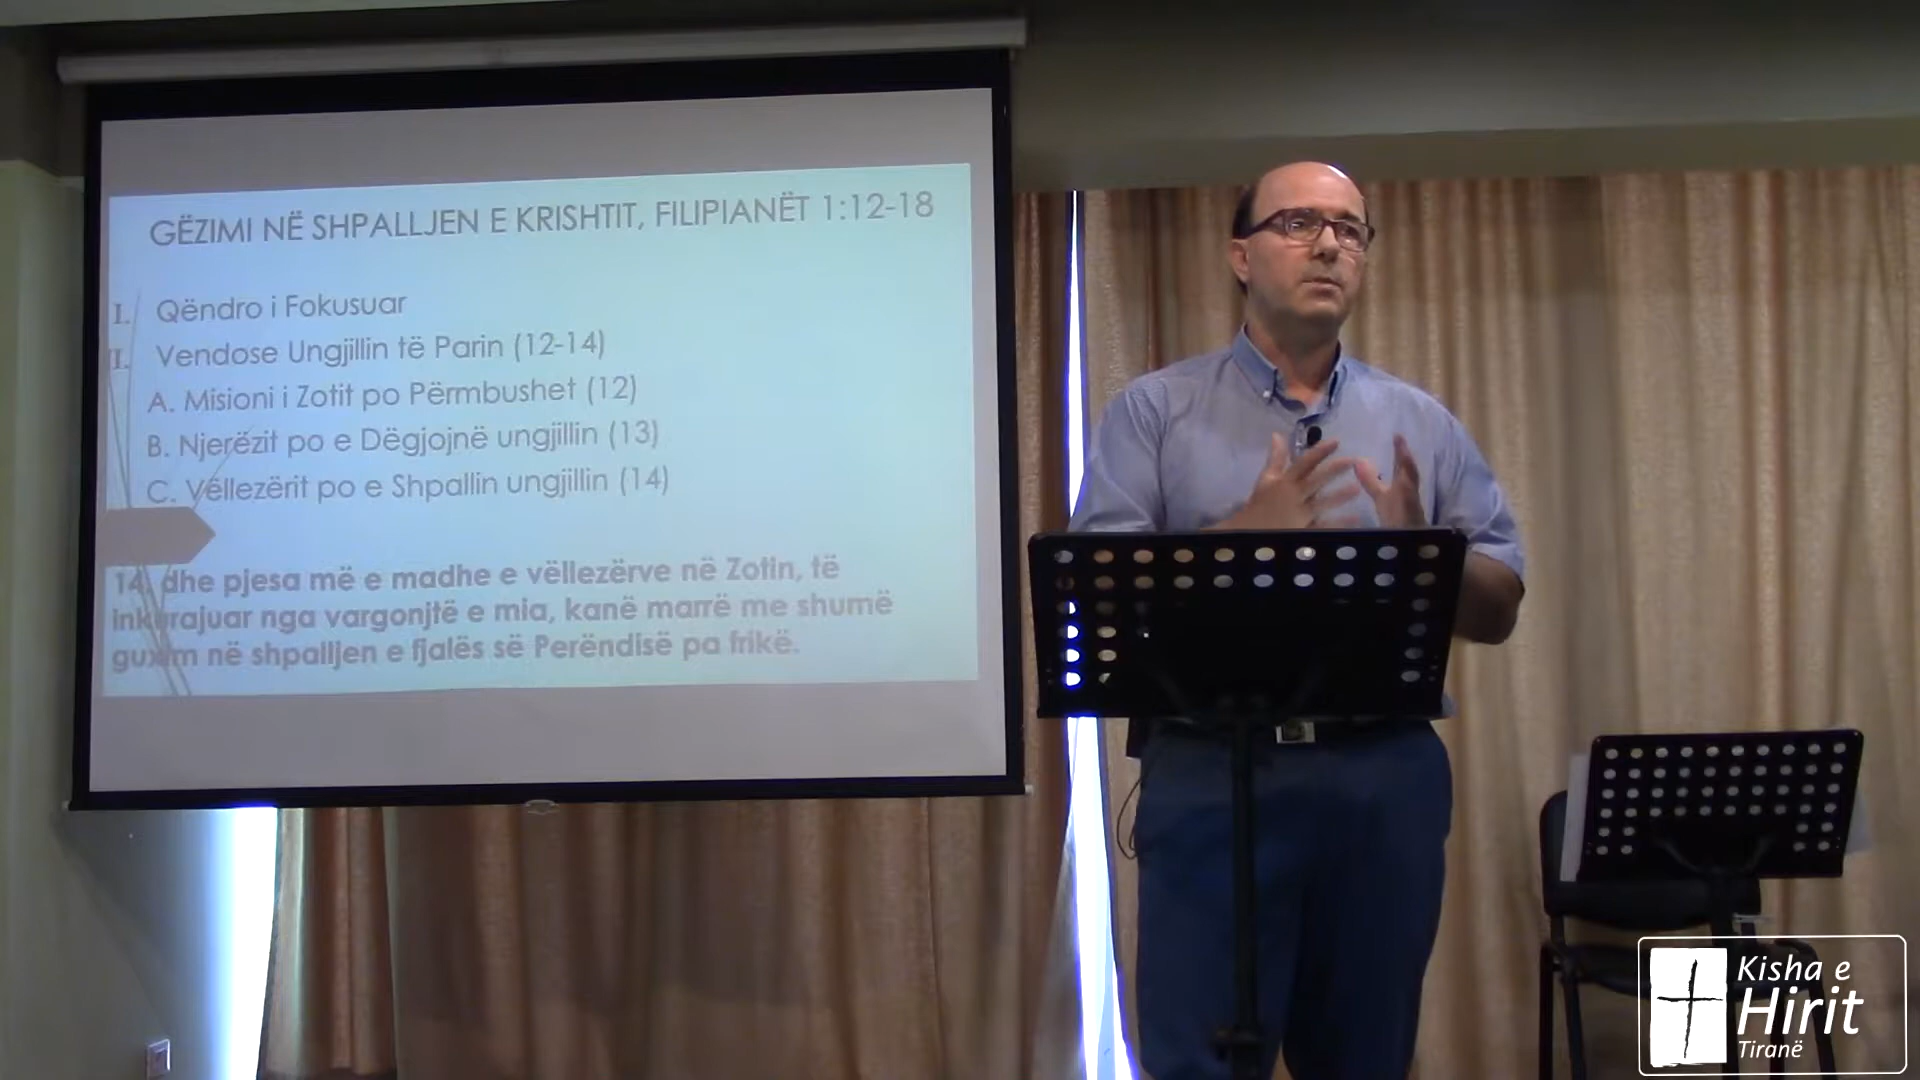 GËZIMI NË SHPALLJEN E KRISHTIT, FILIPIANËT 1:12-18
I. Qëndro i Fokusuar
II. Vendose Ungjillin të Parin (12-14)
A. Misioni i Zotit po Përmbushet (12)
B. Njerëzit po e Dëgjojnë ungjillin (13)
C. Vëllezërit po e Shpallin ungjillin (14)
14. dhe pjesa më e madhe e vëllezërve në Zotin, të
inkurajuar nga vargonjtë e mia, kanë marrë me shumë
guxim në shpalljen e fjalës së Perëndisë pa frikë.
Kisha e
Hirit
Tiranë